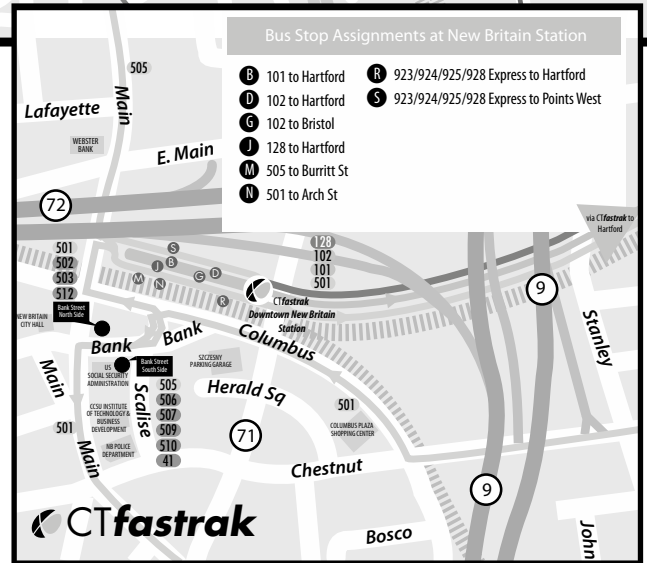 Bus Stop Assignments at New Britain Station
B 101 to Hartford
D 102 to Hartford
G 102 to Bristol
J 128 to Hartford
M 505 to Burritt St
N 501 to Arch St
R 923/924/925/928 Express to Hartford
S 923/924/925/928 Express to Points West
505
Main
Lafayette
WEBSTER
BANK
E. Main
72
via CTfastrak to
Hartford
501
502
503
512
S
J B
M N
G D
R
128
102
101
501
CTfastrak
Downtown New Britain
Station
9
Stanley
Bank Street
North Side
NEW BRITAIN
CITY HALL
Bank
Bank
Columbus
Bank Street
South Side
US
SOCIAL SECURITY
ADMINISTRATION
SZCZESNY
PARKING GARAGE
Main
Scalise
505
506
507
509
510
41
Herald Sq
CCSU INSTITUTE
OF TECHNOLOGY &
BUSINESS
DEVELOPMENT
501
Main
NB POLICE
DEPARTMENT
71
501
COLUMBUS PLAZA
SHOPPING CENTER
Chestnut
9
CTfastrak
Bosco
John